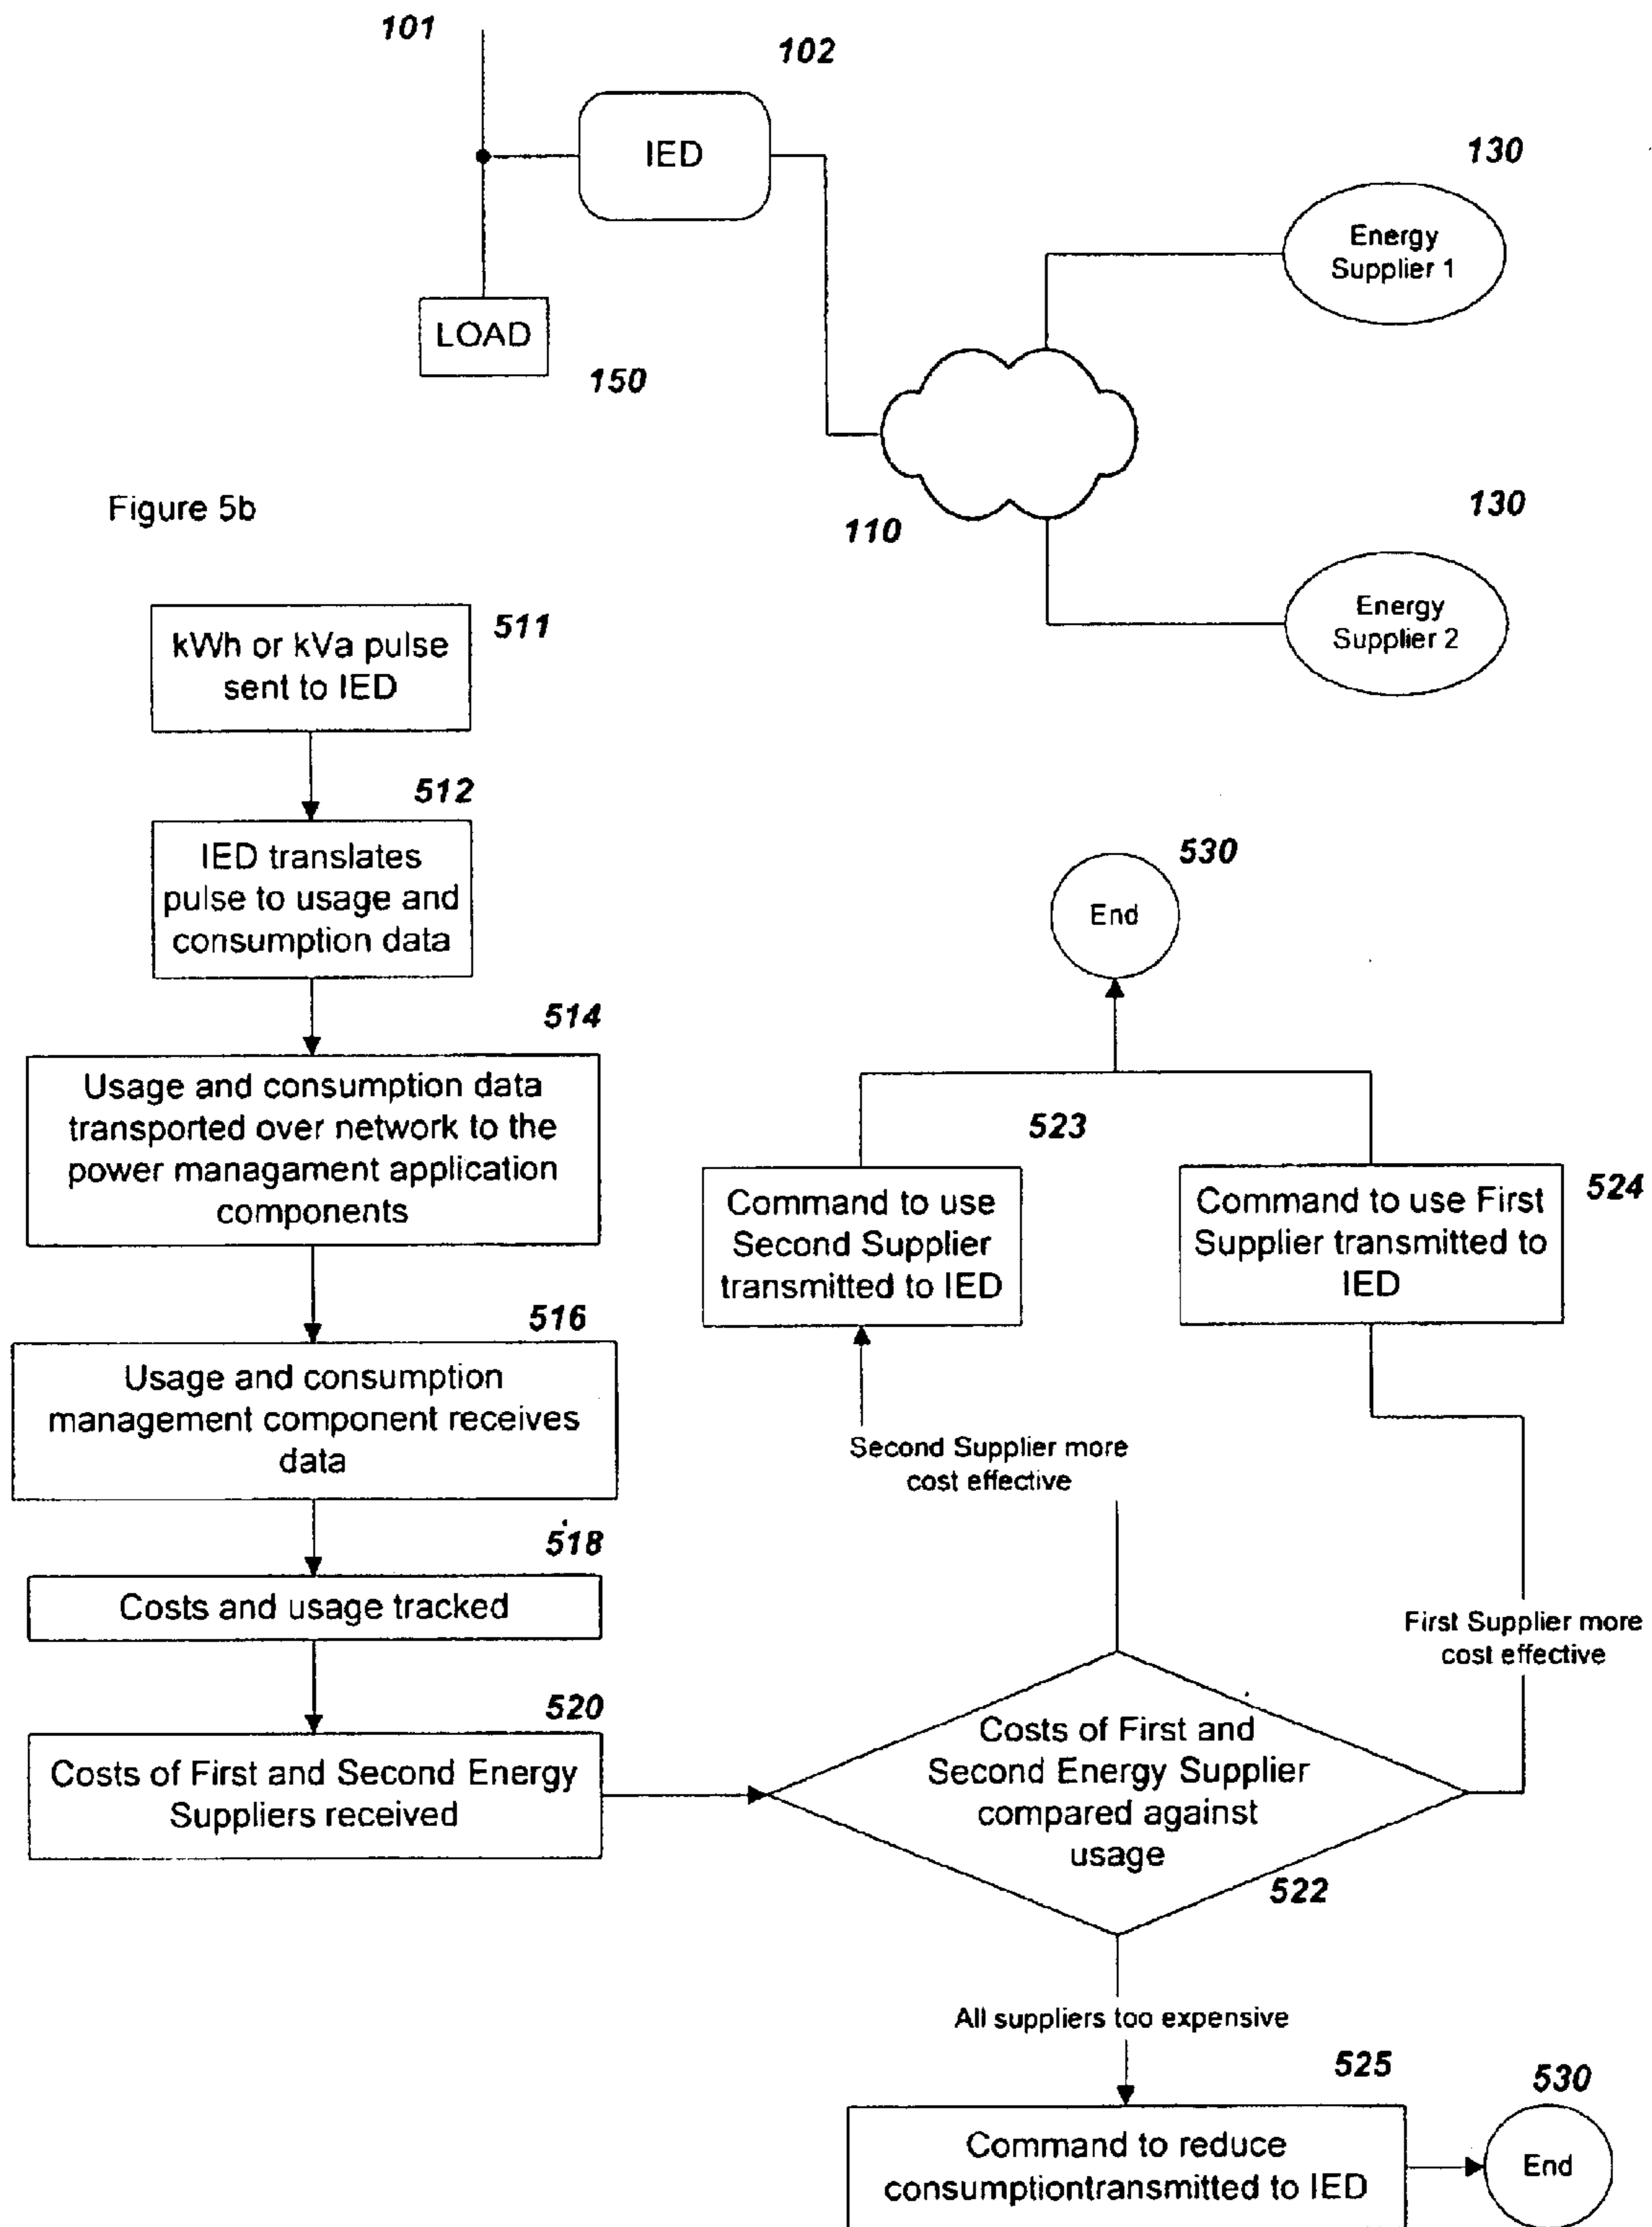 101
102
IED
130
Energy
Supplier 1
LOAD
150
Figure 5b
110
130
Energy
Supplier 2
511
kWh or kVa pulse
sent to IED
512
IED translates
pulse to usage and
consumption data
514
Usage and consumption data
transported over network to the
power managament application
components
516
Usage and consumption
management component receives
data
518
Costs and usage tracked
520
Costs of First and Second Energy
Suppliers received
530
End
523
Command to use
Second Supplier
transmitted to IED
524
Command to use First
Supplier transmitted to
IED
Second Supplier more
cost effective
First Supplier more
cost effective
Costs of First and
Second Energy Supplier
compared against
usage
522
All suppliers too expensive
525
Command to reduce
consumptiontransmitted to IED
530
End